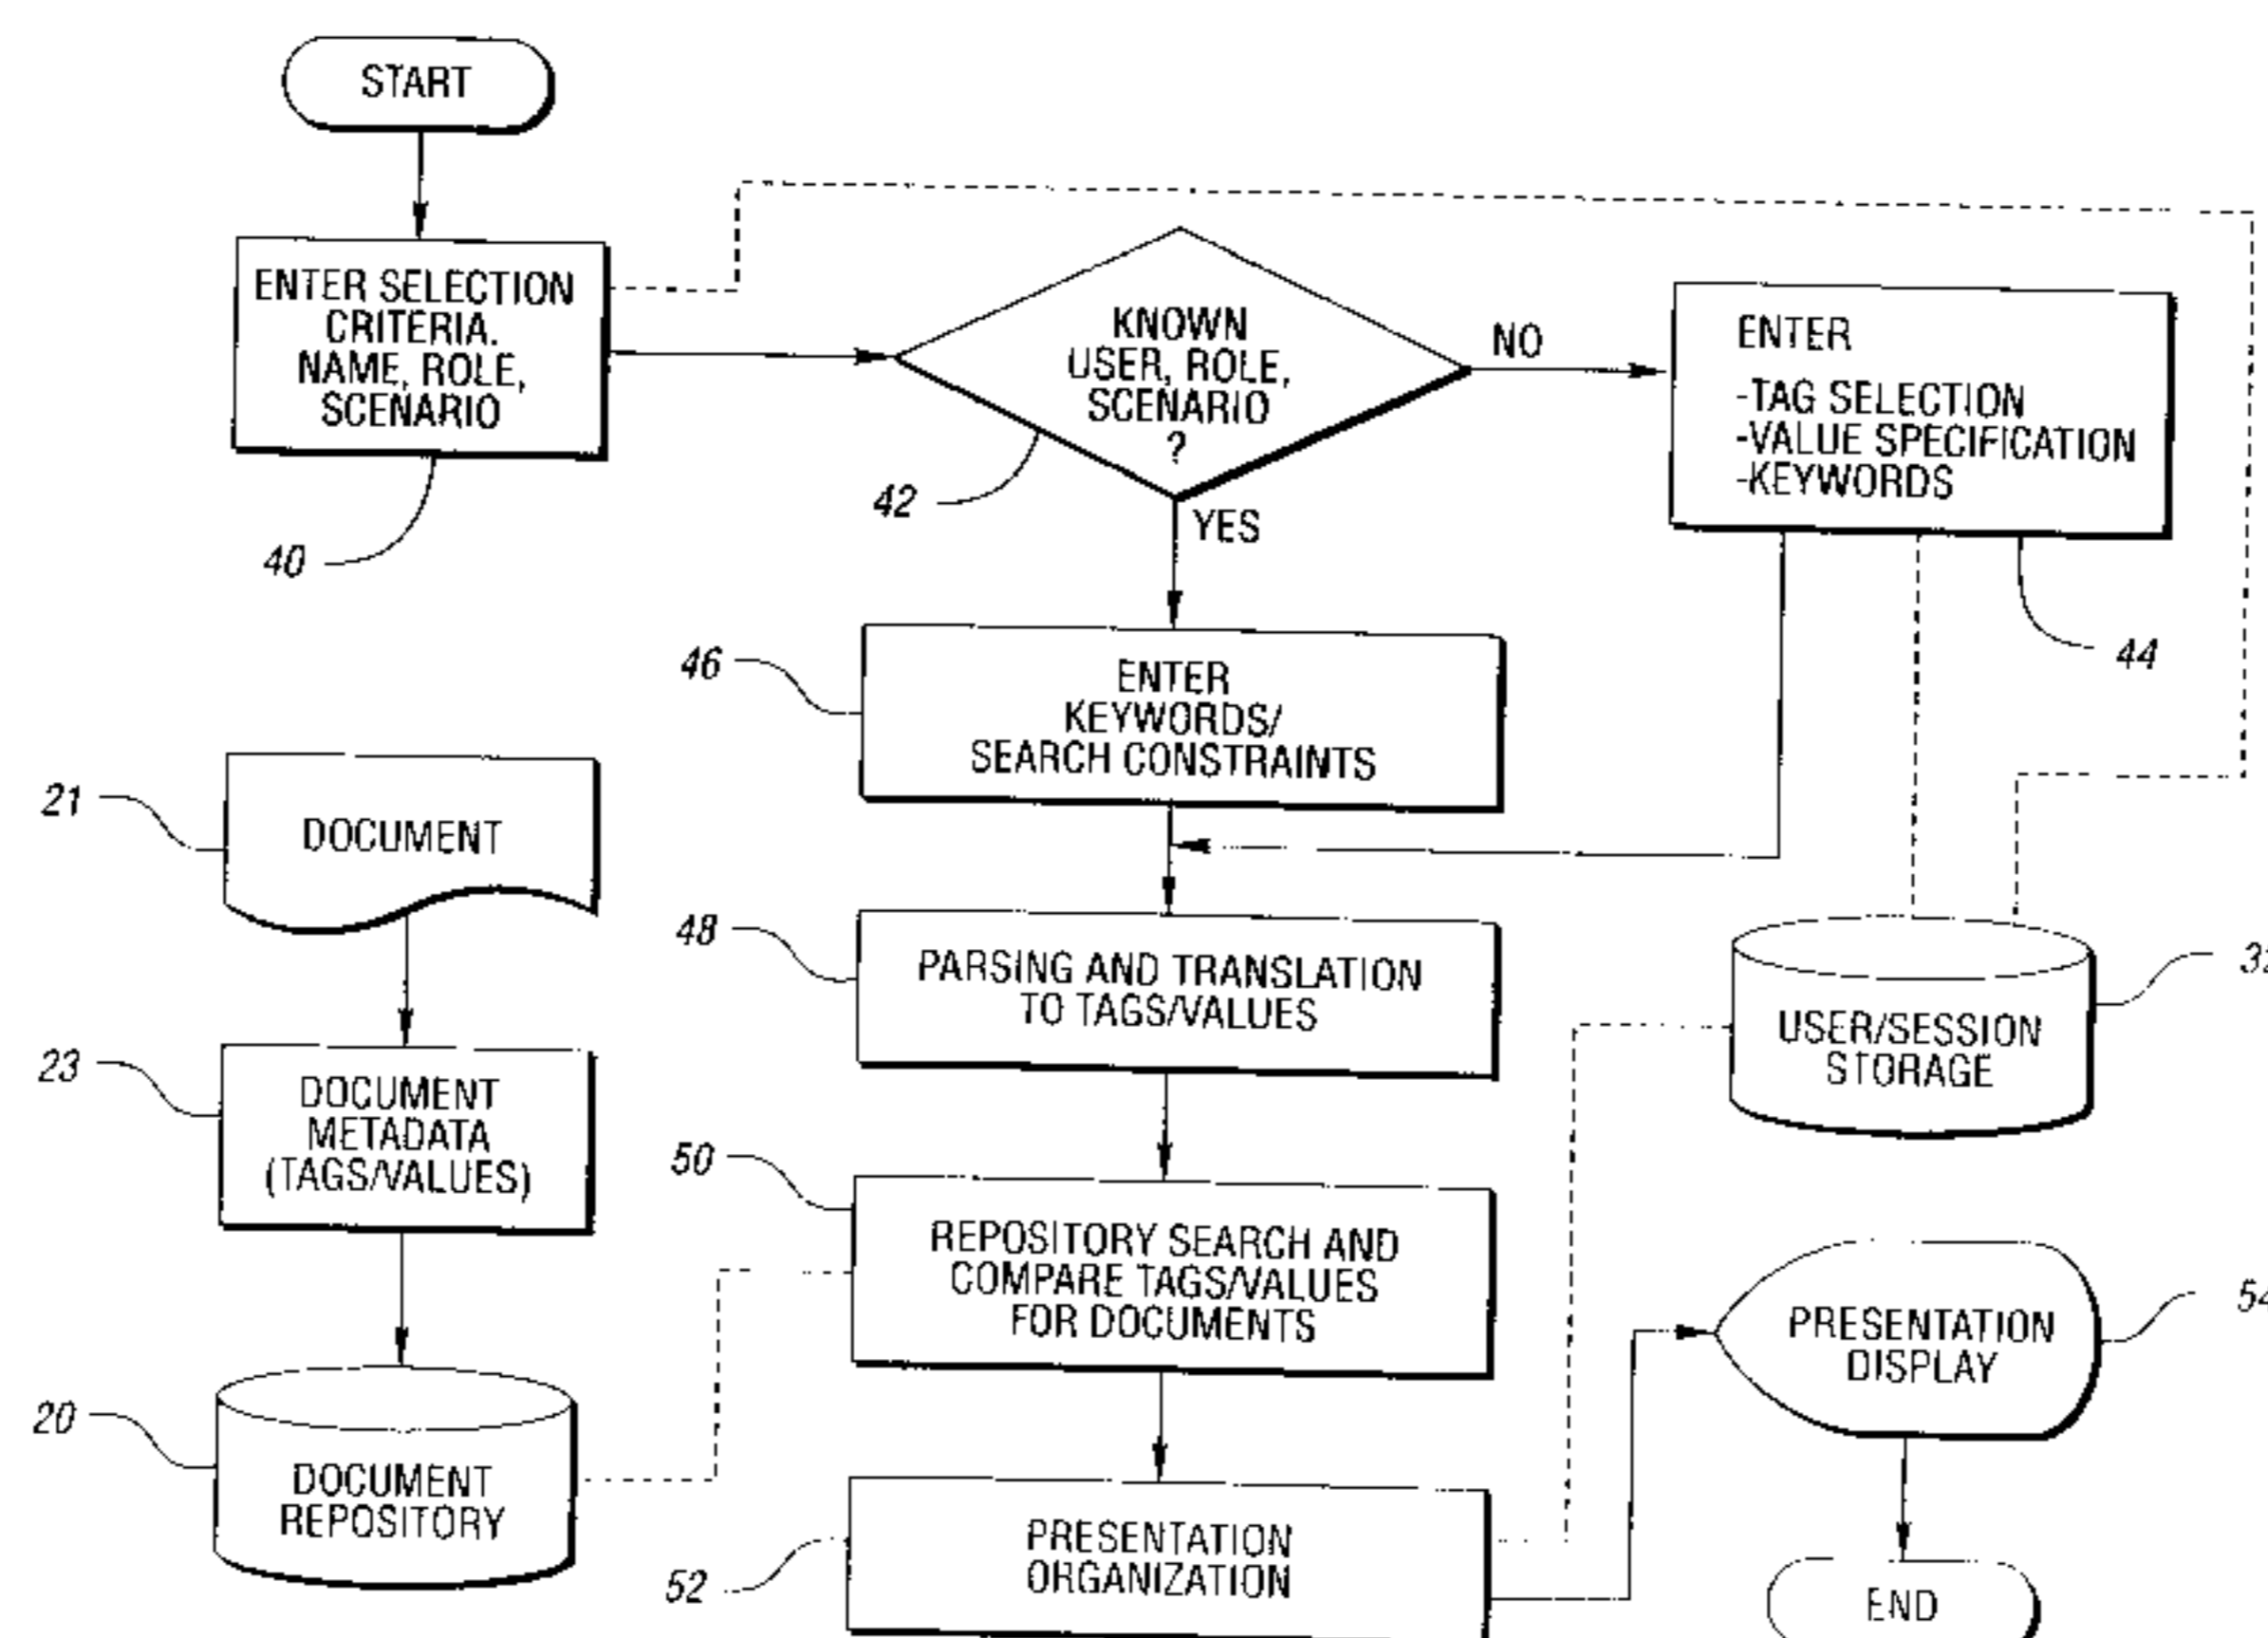 START
ENTER SELECTION
CRITERIA.
NAME, ROLE,
SCENARIO
40
KNOWN
USER, ROLE,
SCENARIO
?
42
NO
YES
ENTER
-TAG SELECTION
-VALUE SPECIFICATION
-KEYWORDS
44
46
ENTER
KEYWORDS/
SEARCH CONSTRAINTS
21
DOCUMENT
48
PARSING AND TRANSLATION
TO TAGS/VALUES
USER/SESSION
STORAGE
23
DOCUMENT
METADATA
(TAGS/VALUES)
50
REPOSITORY SEARCH AND
COMPARE TAGS/VALUES
FOR DOCUMENTS
PRESENTATION
DISPLAY
54
20
DOCUMENT
REPOSITORY
52
PRESENTATION
ORGANIZATION
END